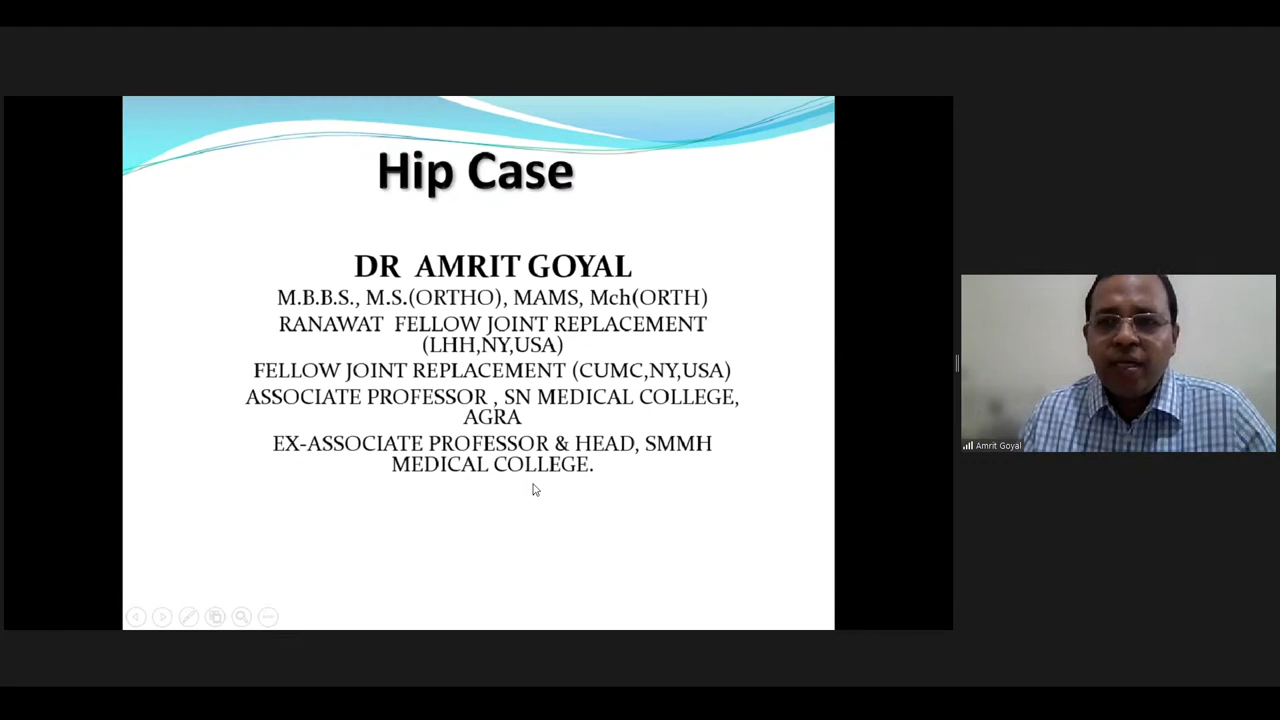 Hip Case
DR AMRIT GOYAL
M.B.B.S., M.S.(ORTHO), MAMS, Mch(ORTH)
RANAWAT FELLOW JOINT REPLACEMENT
(LHH,NY,USA)
FELLOW JOINT REPLACEMENT (CUMC,NY,USA)
ASSOCIATE PROFESSOR , SN MEDICAL COLLEGE,
AGRA
EX-ASSOCIATE PROFESSOR & HEAD, SMMH
MEDICAL COLLEGE.
Amrit Goyal